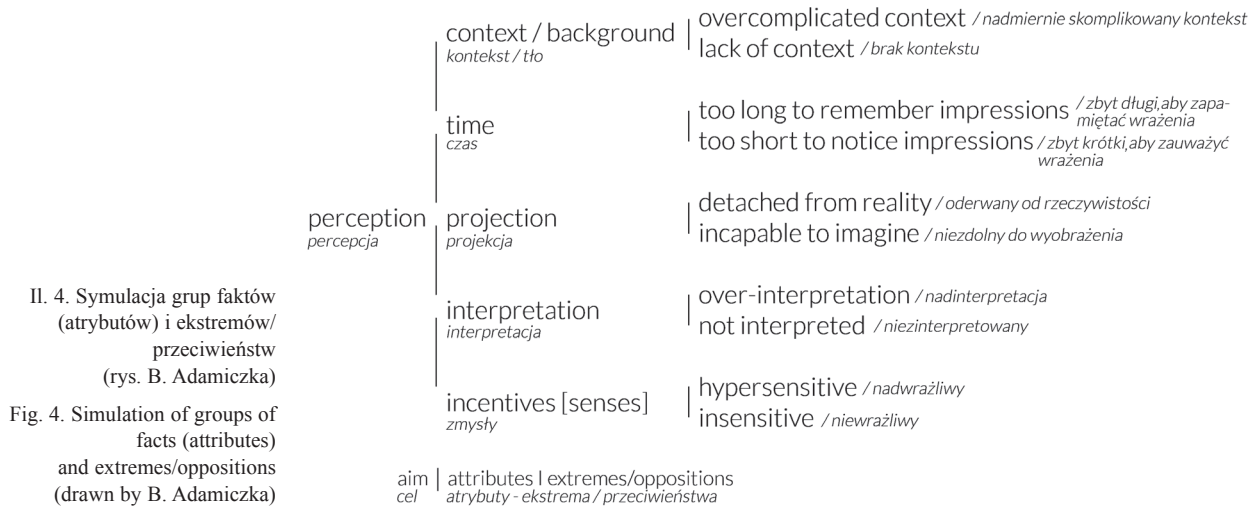 context / background
kontekst / tło
overcomplicated context / nadmiernie skomplikowany kontekst
lack of context / brak kontekstu
time
czas
too long to remember impressions / zbyt długi,aby zapa-
miętać wrażenia
too short to notice impressions / zbyt krótki,aby zauważyć
wrażenia
perception
percepcja
projection
projekcja
detached from reality / oderwany od rzeczywistości
incapable to imagine / niezdolny do wyobrażenia
interpretation
interpretacja
over-interpretation / nadinterpretacja
not interpreted / niezinterpretowany
incentives [senses]
zmysły
hypersensitive / nadwrażliwy
insensitive / niewrażliwy
aim | attributes I extremes/oppositions
cel atrybuty - ekstrema / przeciwieństwa
Il. 4. Symulacja grup faktów
(atrybutów) i ekstremów/
przeciwieństw
(rys. B. Adamiczka)
Fig. 4. Simulation of groups of
facts (attributes)
and extremes/oppositions
(drawn by B. Adamiczka)